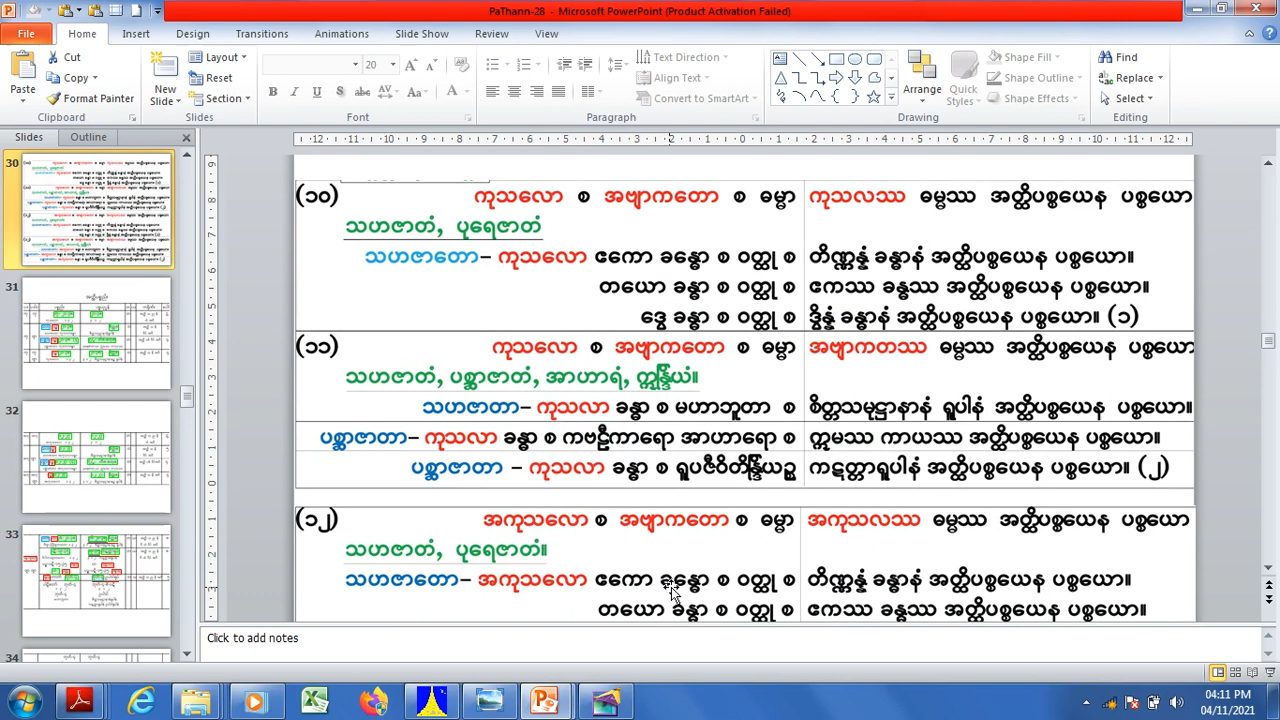 PaThann-28 - Microsoft PowerPoint (Product Activation Failed)
File Home Insert Design Transitions Animations Slide Show Review View
Paste Cut Copy Format Painter Clipboard
New Slide Layout Reset Section Slides
20 Font
Text Direction Align Text Convert to SmartArt Paragraph
Arrange Quick Styles Shape Fill Shape Outline Shape Effects Drawing
Find Replace Select Editing
Slides Outline
30
31
32
33
34
(၁၀) ကုသလော စ အဗျာကတော စ ဓမ္မာ ကုသလဿ ဓမ္မဿ အတ္ထိပစ္စယေန ပစ္စယော
သဟဇာတံ, ပုရေဇာတံ
သဟဇာတော– ကုသလော ဧကော ခန္ဓော စ ဝတ္ထု စ တိဏ္ဏန္နံ ခန္ဓာနံ အတ္ထိပစ္စယေန ပစ္စယော။
တယော ခန္ဓာ စ ဝတ္ထု စ ဧကဿ ခန္ဓဿ အတ္ထိပစ္စယေန ပစ္စယော။
ဒွေ ခန္ဓာ စ ဝတ္ထု စ ဒွိန္နံ ခန္ဓာနံ အတ္ထိပစ္စယေန ပစ္စယော။ (၁)
(၁၁) ကုသလော စ အဗျာကတော စ ဓမ္မာ အဗျာကတဿ ဓမ္မဿ အတ္ထိပစ္စယေန ပစ္စယော
သဟဇာတံ, ပစ္ဆာဇာတံ, အာဟာရံ, ဣန္ဒြိယံ။
သဟဇာတာ– ကုသလာ ခန္ဓာ စ မဟာဘူတာ စ စိတ္တသမုဋ္ဌာနာနံ ရူပါနံ အတ္ထိပစ္စယေန ပစ္စယော။
ပစ္ဆာဇာတာ– ကုသလာ ခန္ဓာ စ ကဗဠီကာရော အာဟာရော စ ဣမဿ ကာယဿ အတ္ထိပစ္စယေန ပစ္စယော။
ပစ္ဆာဇာတာ – ကုသလာ ခန္ဓာ စ ရူပဇီဝိတိန္ဒြိယဉ္စ ကဋတ္တာရူပါနံ အတ္ထိပစ္စယေန ပစ္စယော။ (၂)
(၁၂) အကုသလော စ အဗျာကတော စ ဓမ္မာ အကုသလဿ ဓမ္မဿ အတ္ထိပစ္စယေန ပစ္စယော
သဟဇာတံ, ပုရေဇာတံ။
သဟဇာတော– အကုသလော ဧကော ခန္ဓော စ ဝတ္ထု စ တိဏ္ဏန္နံ ခန္ဓာနံ အတ္ထိပစ္စယေန ပစ္စယော။
တယော ခန္ဓာ စ ဝတ္ထု စ ဧကဿ ခန္ဓဿ အတ္ထိပစ္စယေန ပစ္စယော။
Click to add notes
04:11 PM
04/11/2021